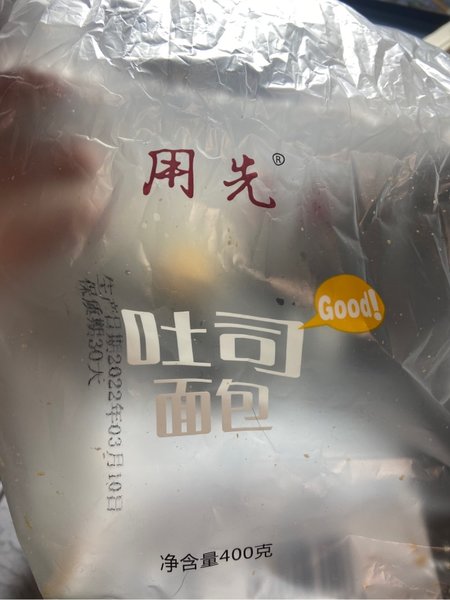 用先®
Good!
吐司
面包
生产日期2022年03月10日
保质期30天
净含量400克